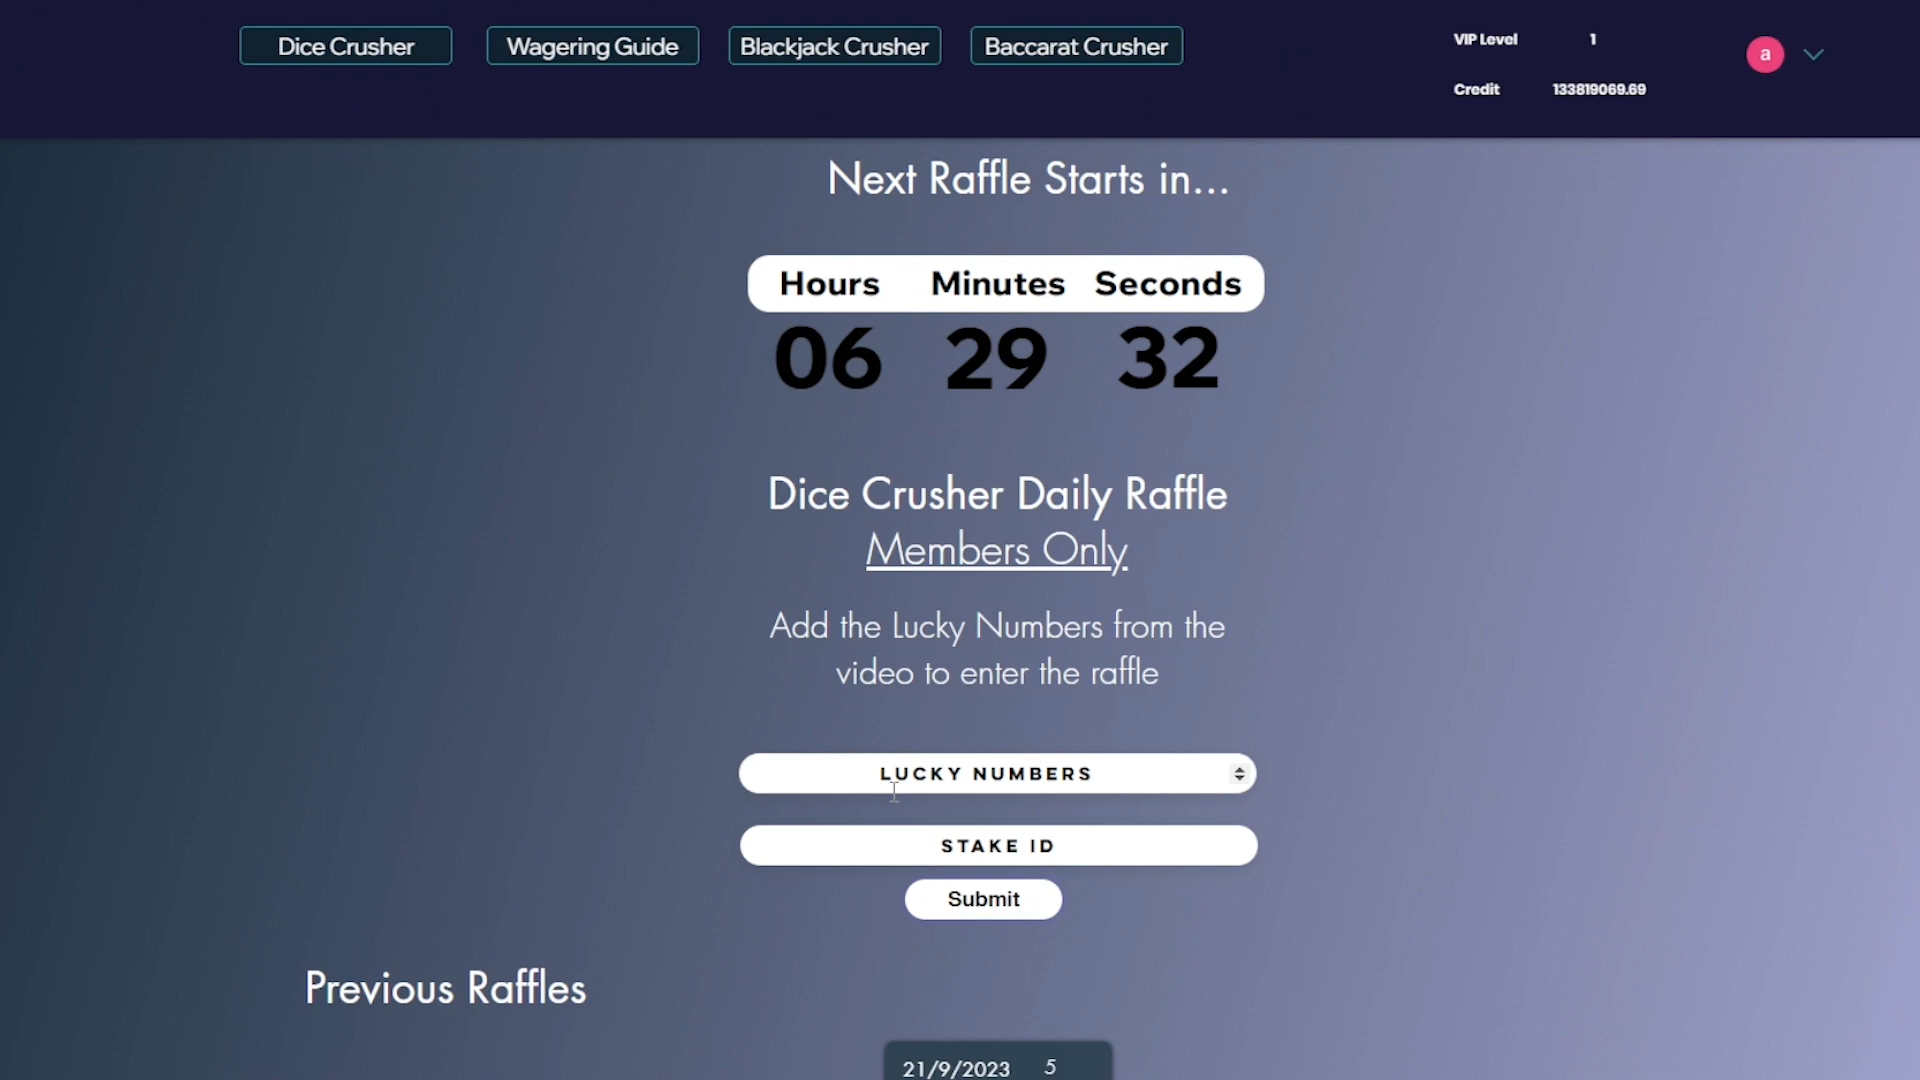 Dice Crusher
Wagering Guide
Blackjack Crusher
Baccarat Crusher
VIP Level 1
Credit 133819069.69
a
Next Raffle Starts in...
Hours Minutes Seconds
06 29 32
Dice Crusher Daily Raffle
Members Only
Add the Lucky Numbers from the
video to enter the raffle
LUCKY NUMBERS
STAKE ID
Submit
Previous Raffles
21/9/2023 5